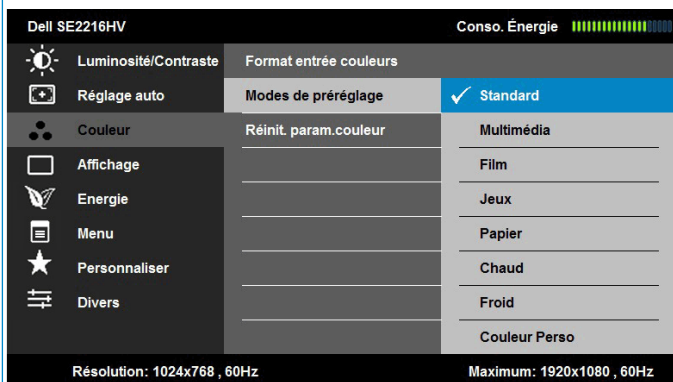 Dell SE2216HV Conso. Énergie
Luminosité/Contraste Format entrée couleurs
Réglage auto Modes de préréglage Standard
Couleur Réinit. param.couleur Multimédia
Affichage Film
Energie Jeux
Menu Papier
Personnaliser Chaud
Divers Froid
Couleur Perso
Résolution: 1024x768 , 60Hz Maximum: 1920x1080 , 60Hz